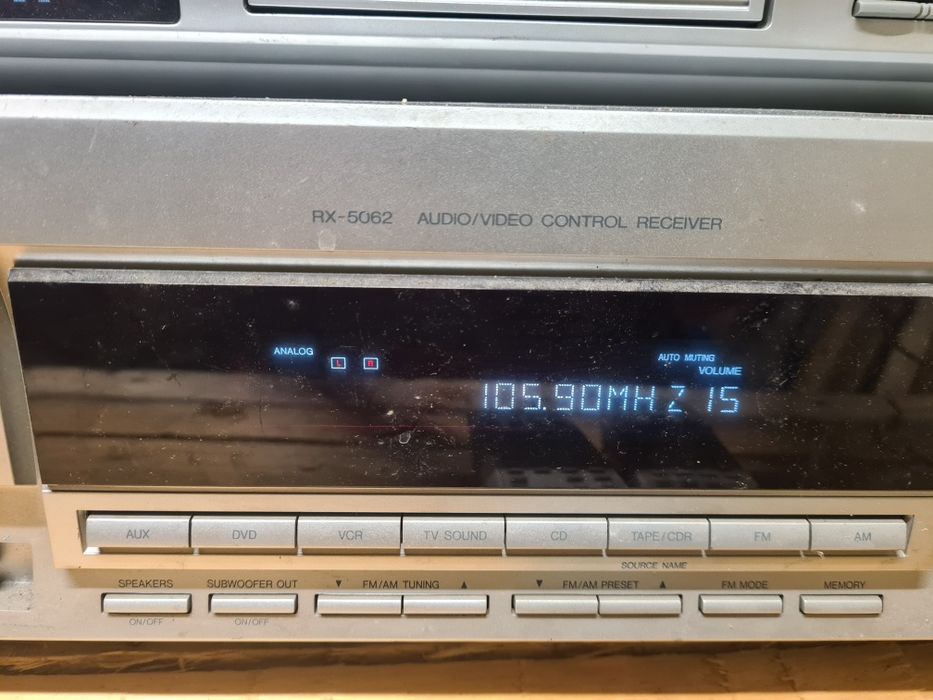 RX-5062 AUDIO/VIDEO CONTROL RECEIVER
ANALOG
L R
AUTO MUTING
VOLUME
105.90MHZ 15
AUX DVD VCR TV SOUND CD TAPE/CDR FM AM
SOURCE NAME
SPEAKERS SUBWOOFER OUT ▼ FM/AM TUNING ▲ ▼ FM/AM PRESET ▲ FM MODE MEMORY
ON/OFF ON/OFF